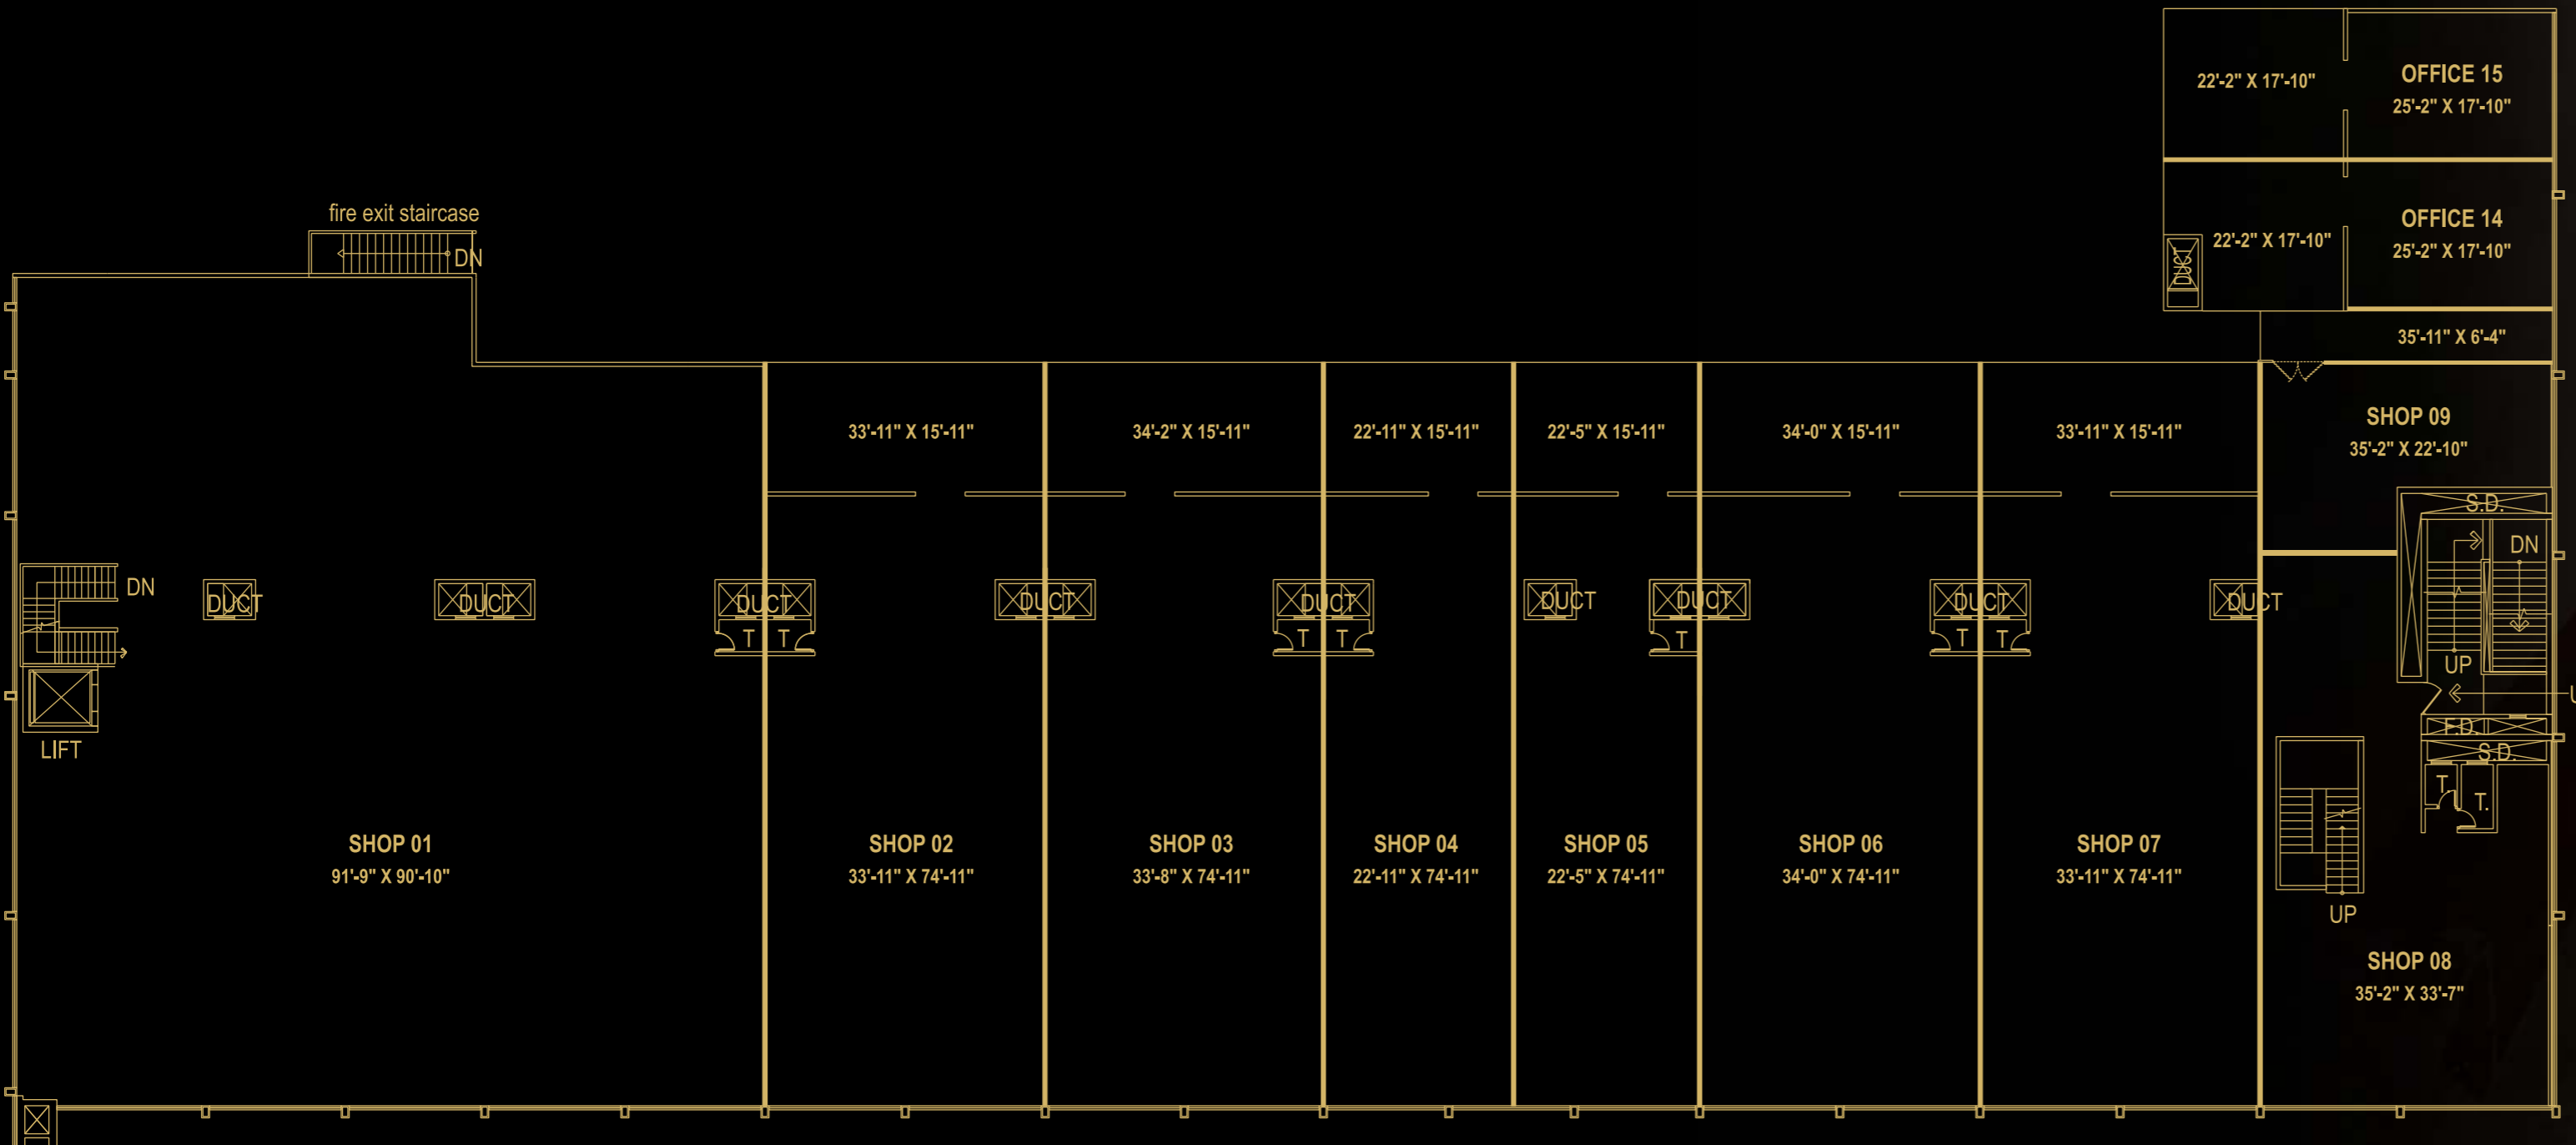 22'-2" X 17'-10"
OFFICE 15
25'-2" X 17'-10"
fire exit staircase
DN
22'-2" X 17'-10"
OFFICE 14
25'-2" X 17'-10"
DUCT
35'-11" X 6'-4"
33'-11" X 15'-11"
34'-2" X 15'-11"
22'-11" X 15'-11"
22'-5" X 15'-11"
34'-0" X 15'-11"
33'-11" X 15'-11"
SHOP 09
35'-2" X 22'-10"
S.D.
DN
DN
DUCT
DUCT
DUCT
DUCT
DUCT
DUCT
DUCT
DUCT
DUCT
T
T
T
T
T
T
T
UP
F.D.
S.D.
T.
T.
LIFT
SHOP 01
91'-9" X 90'-10"
SHOP 02
33'-11" X 74'-11"
SHOP 03
33'-8" X 74'-11"
SHOP 04
22'-11" X 74'-11"
SHOP 05
22'-5" X 74'-11"
SHOP 06
34'-0" X 74'-11"
SHOP 07
33'-11" X 74'-11"
UP
SHOP 08
35'-2" X 33'-7"